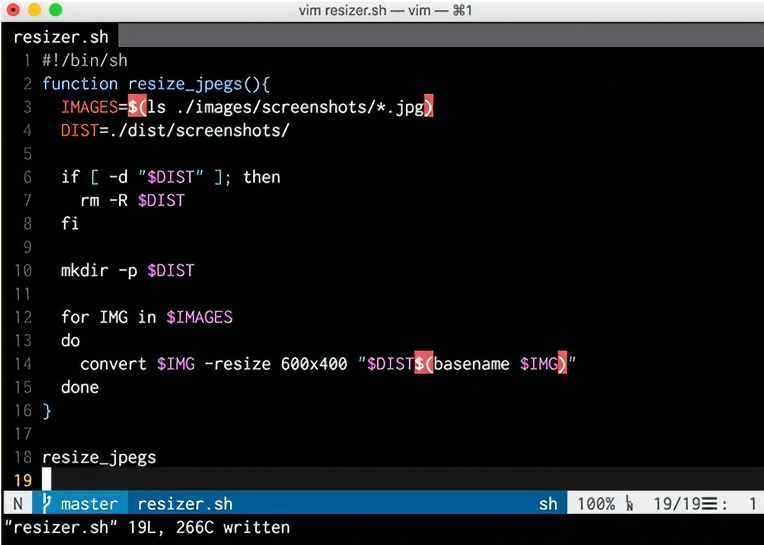 vim resizer.sh — vim — ⌘1
resizer.sh
1 #!/bin/sh
2 function resize_jpegs(){
3   IMAGES=$(ls ./images/screenshots/*.jpg)
4   DIST=./dist/screenshots/
5
6   if [ -d "$DIST" ]; then
7     rm -R $DIST
8   fi
9
10   mkdir -p $DIST
11
12   for IMG in $IMAGES
13   do
14     convert $IMG -resize 600x400 "$DIST$(basename $IMG)"
15   done
16 }
17
18 resize_jpegs
19
N master resizer.sh sh 100% ␤ 19/19☰: 1
"resizer.sh" 19L, 266C written